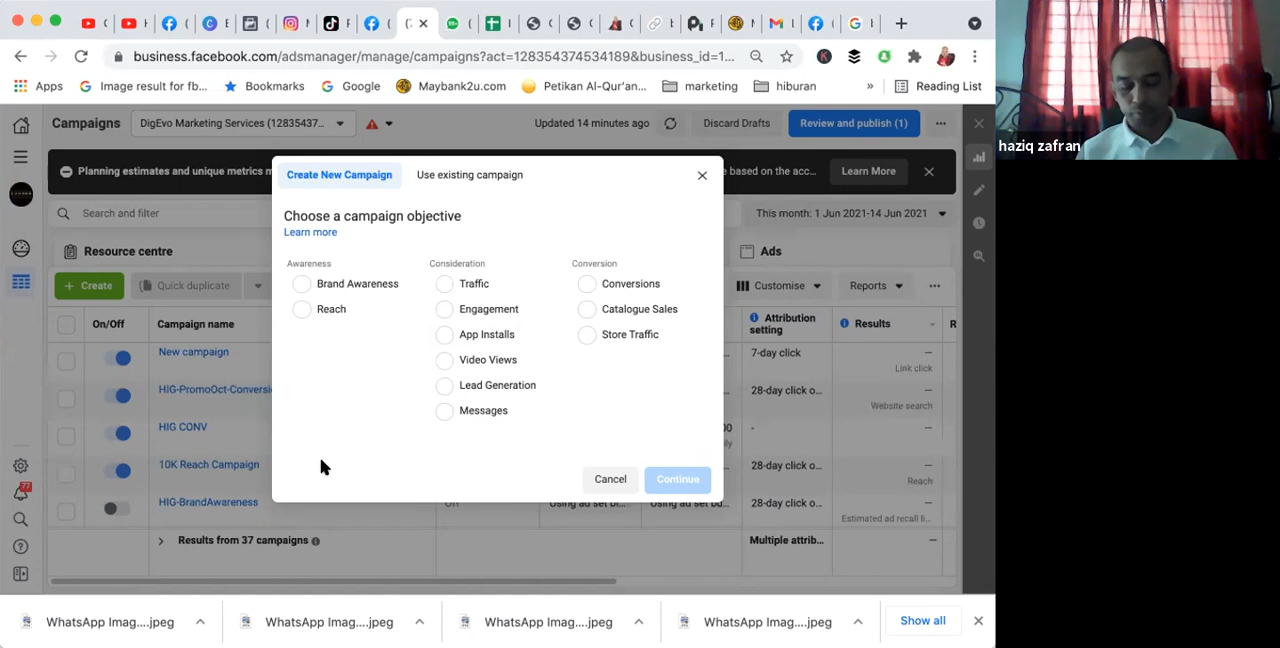 business.facebook.com/adsmanager/manage/campaigns?act=128354374534189&business_id=1...
Apps
Image result for fb...
Bookmarks
Google
Maybank2u.com
Petikan Al-Qur'an...
marketing
hiburan
»
Reading List
haziq zafran
Campaigns
DigEvo Marketing Services (12835437...
Updated 14 minutes ago
Discard Drafts
Review and publish (1)
Planning estimates and unique metrics m
e based on the acc...
Learn More
Create New Campaign
Use existing campaign
Search and filter
This month: 1 Jun 2021-14 Jun 2021
Choose a campaign objective
Learn more
Resource centre
Ads
Awareness
Consideration
Conversion
Brand Awareness
Traffic
Conversions
Reach
Engagement
Catalogue Sales
App Installs
Store Traffic
Video Views
Lead Generation
Messages
Cancel
Continue
+ Create
Quick duplicate
Customise
Reports
On/Off
Campaign name
Attribution setting
Results
R
New campaign
7-day click
—
Link click
HIG-PromoOct-Conversi
28-day click o...
—
Website search
HIG CONV
00
-
—
10K Reach Campaign
28-day click o...
—
Reach
HIG-BrandAwareness
Off
Using ad set bi...
Using ad set bu...
28-day click o...
—
Estimated ad recall li...
77
Results from 37 campaigns
Multiple attrib...
—
WhatsApp Imag....jpeg
WhatsApp Imag....jpeg
WhatsApp Imag....jpeg
WhatsApp Imag....jpeg
Show all